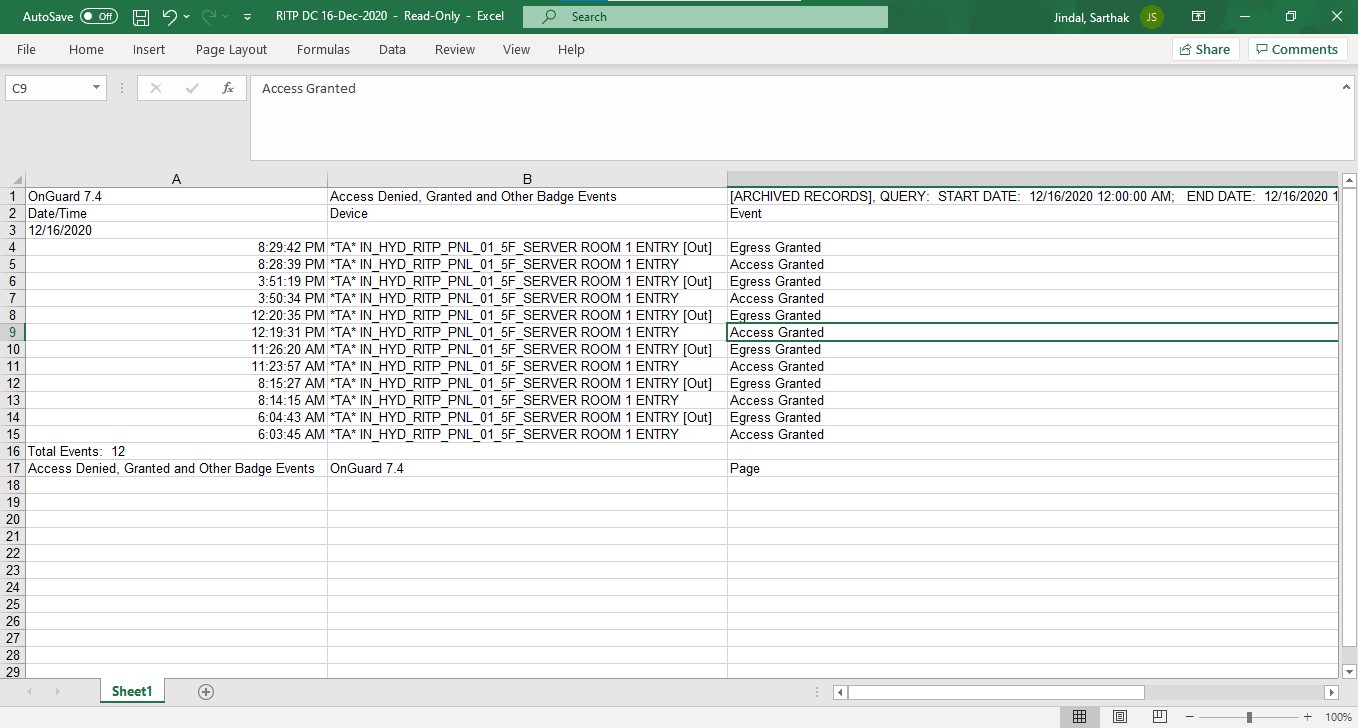 AutoSave Off RITP DC 16-Dec-2020 - Read-Only - Excel Search Jindal, Sarthak JS
File Home Insert Page Layout Formulas Data Review View Help Share Comments
C9 fx Access Granted
A B
1 OnGuard 7.4 Access Denied, Granted and Other Badge Events [ARCHIVED RECORDS], QUERY: START DATE: 12/16/2020 12:00:00 AM; END DATE: 12/16/2020 1
2 Date/Time Device Event
3 12/16/2020
4 8:29:42 PM *TA* IN_HYD_RITP_PNL_01_5F_SERVER ROOM 1 ENTRY [Out] Egress Granted
5 8:28:39 PM *TA* IN_HYD_RITP_PNL_01_5F_SERVER ROOM 1 ENTRY Access Granted
6 3:51:19 PM *TA* IN_HYD_RITP_PNL_01_5F_SERVER ROOM 1 ENTRY [Out] Egress Granted
7 3:50:34 PM *TA* IN_HYD_RITP_PNL_01_5F_SERVER ROOM 1 ENTRY Access Granted
8 12:20:35 PM *TA* IN_HYD_RITP_PNL_01_5F_SERVER ROOM 1 ENTRY [Out] Egress Granted
9 12:19:31 PM *TA* IN_HYD_RITP_PNL_01_5F_SERVER ROOM 1 ENTRY Access Granted
10 11:26:20 AM *TA* IN_HYD_RITP_PNL_01_5F_SERVER ROOM 1 ENTRY [Out] Egress Granted
11 11:23:57 AM *TA* IN_HYD_RITP_PNL_01_5F_SERVER ROOM 1 ENTRY Access Granted
12 8:15:27 AM *TA* IN_HYD_RITP_PNL_01_5F_SERVER ROOM 1 ENTRY [Out] Egress Granted
13 8:14:15 AM *TA* IN_HYD_RITP_PNL_01_5F_SERVER ROOM 1 ENTRY Access Granted
14 6:04:43 AM *TA* IN_HYD_RITP_PNL_01_5F_SERVER ROOM 1 ENTRY [Out] Egress Granted
15 6:03:45 AM *TA* IN_HYD_RITP_PNL_01_5F_SERVER ROOM 1 ENTRY Access Granted
16 Total Events: 12
17 Access Denied, Granted and Other Badge Events OnGuard 7.4 Page
18
19
20
21
22
23
24
25
26
27
28
29
Sheet1
100%